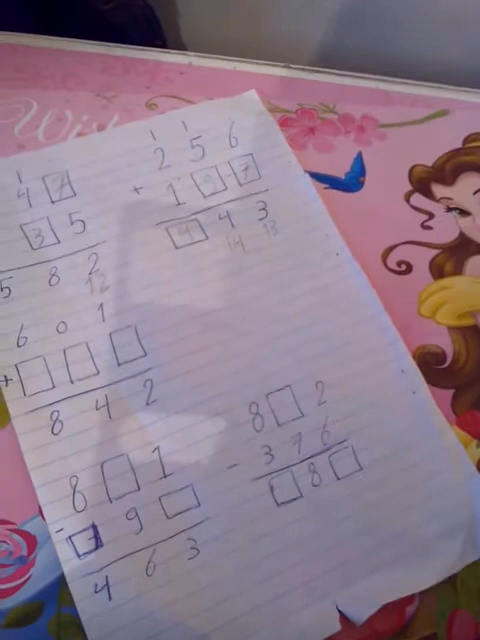 Wis
1
4 7
3 5
5 8 2
12
1 1
2 5 6
+ 1 □ 7
4 4 3
14 13
6 0 1
+ □ □ □
8 4 2
8 □ 1
- □ 9 □
4 6 3
8 □ 2
- 3 7 6
□ 8 □